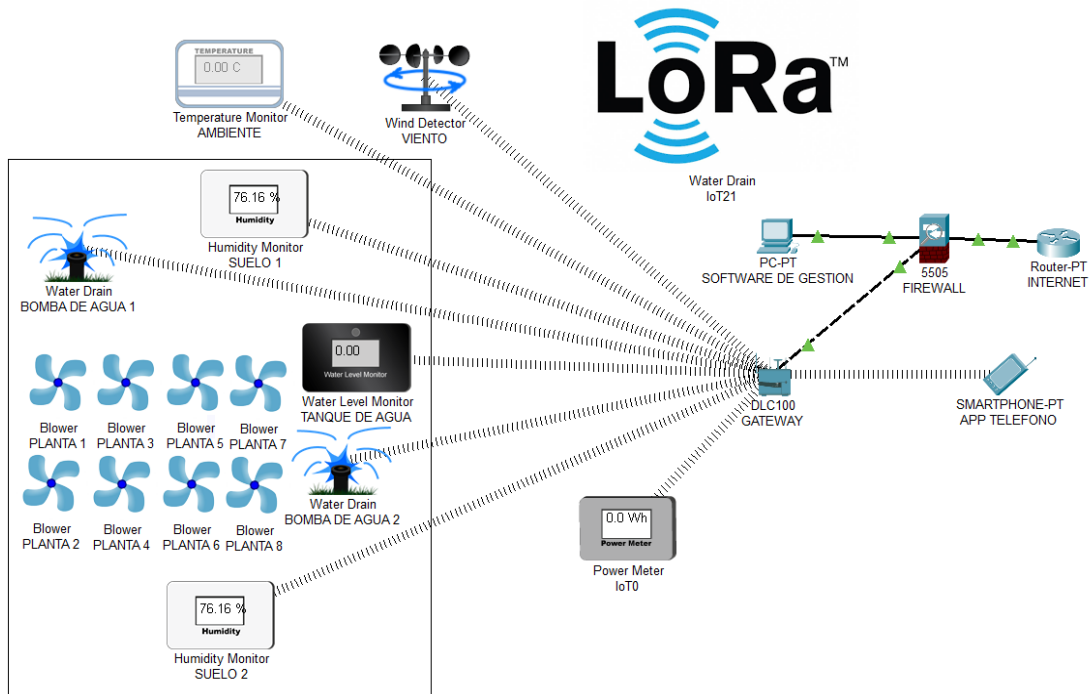 TEMPERATURE
0.00 C
Temperature Monitor
AMBIENTE
Wind Detector
VIENTO
LoRa™
Water Drain
IoT21
76.16 %
Humidity
Humidity Monitor
SUELO 1
Water Drain
BOMBA DE AGUA 1
PC-PT
SOFTWARE DE GESTION
5505
FIREWALL
Router-PT
INTERNET
0.00
Water Level Monitor
Water Level Monitor
TANQUE DE AGUA
DLC100
GATEWAY
SMARTPHONE-PT
APP TELEFONO
Blower
PLANTA 1
Blower
PLANTA 3
Blower
PLANTA 5
Blower
PLANTA 7
Water Drain
BOMBA DE AGUA 2
Blower
PLANTA 2
Blower
PLANTA 4
Blower
PLANTA 6
Blower
PLANTA 8
0.0 Wh
Power Meter
Power Meter
IoT0
76.16 %
Humidity
Humidity Monitor
SUELO 2